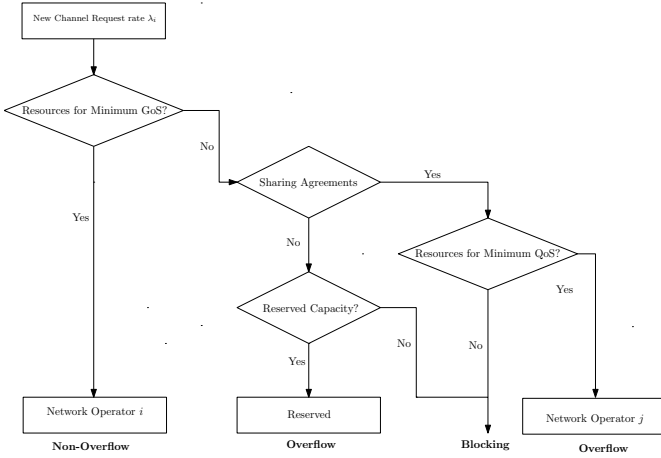 New Channel Request rate λᵢ
Resources for Minimum GoS?
No
Sharing Agreements
Yes
Yes
No
Resources for Minimum QoS?
Yes
Reserved Capacity?
No
No
Yes
Network Operator i
Reserved
Network Operator j
Non-Overflow
Overflow
Blocking
Overflow